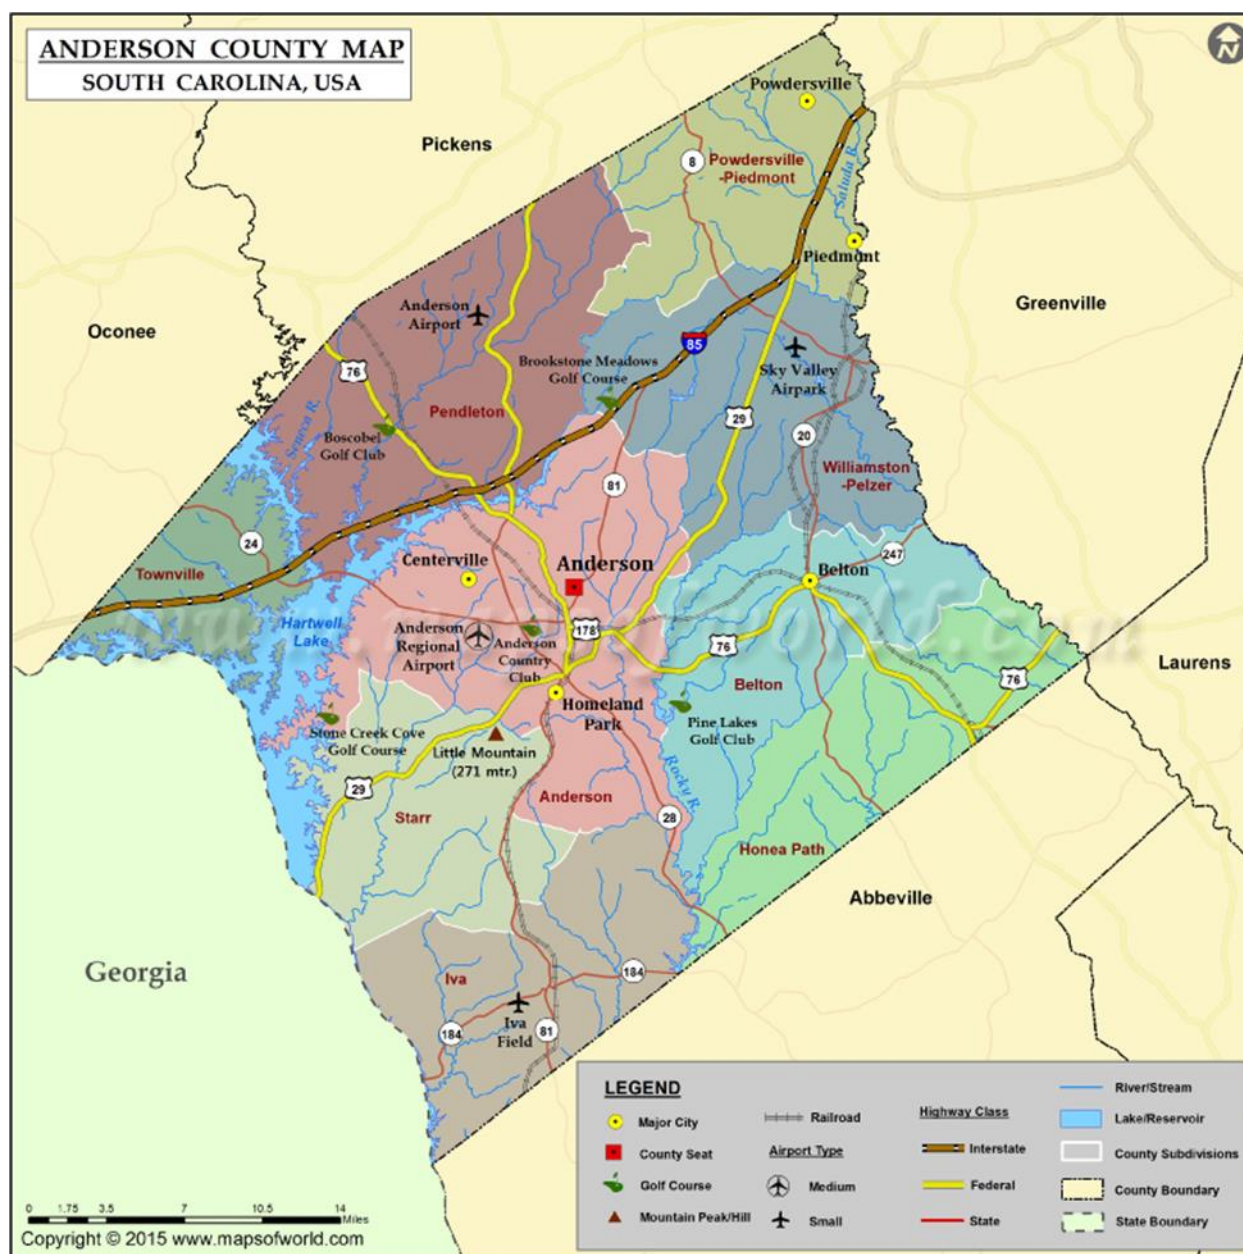 ANDERSON COUNTY MAP
SOUTH CAROLINA, USA
N
Powdersville
Pickens
8
Powdersville
-Piedmont
Saluda R.
Piedmont
Greenville
Anderson
Airport
Oconee
85
76
Brookstone Meadows
Golf Course
Sky Valley
Airpark
Pendleton
29
Seneca R.
Boscobel
Golf Club
20
Williamston
-Pelzer
81
24
247
Townville
Centerville
Anderson
Belton
www.mapsofworld.com
Hartwell
Lake
Anderson
Regional
Airport
Anderson
Country
Club
178
76
Laurens
76
Belton
Homeland
Park
Pine Lakes
Golf Club
Stone Creek Cove
Golf Course
Little Mountain
(271 mtr.)
Rocky R.
29
Anderson
Starr
28
Honea Path
Abbeville
Georgia
Iva
184
184
Iva
Field
81
LEGEND
Major City
County Seat
Golf Course
Mountain Peak/Hill
Railroad
Airport Type
Medium
Small
Highway Class
Interstate
Federal
State
River/Stream
Lake/Reservoir
County Subdivisions
County Boundary
State Boundary
0 1.75 3.5 7 10.5 14
Miles
Copyright © 2015 www.mapsofworld.com